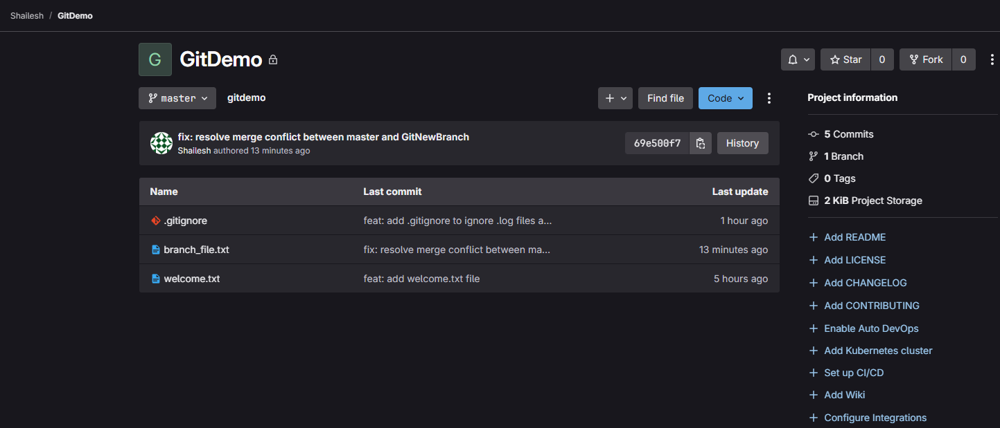 Shailesh / GitDemo
G GitDemo
Star 0 Fork 0
master gitdemo
Find file Code
fix: resolve merge conflict between master and GitNewBranch
Shailesh authored 13 minutes ago
69e500f7 History
Name Last commit Last update
.gitignore feat: add .gitignore to ignore .log files a... 1 hour ago
branch_file.txt fix: resolve merge conflict between ma... 13 minutes ago
welcome.txt feat: add welcome.txt file 5 hours ago
Project information
5 Commits
1 Branch
0 Tags
2 KiB Project Storage
Add README
Add LICENSE
Add CHANGELOG
Add CONTRIBUTING
Enable Auto DevOps
Add Kubernetes cluster
Set up CI/CD
Add Wiki
Configure Integrations